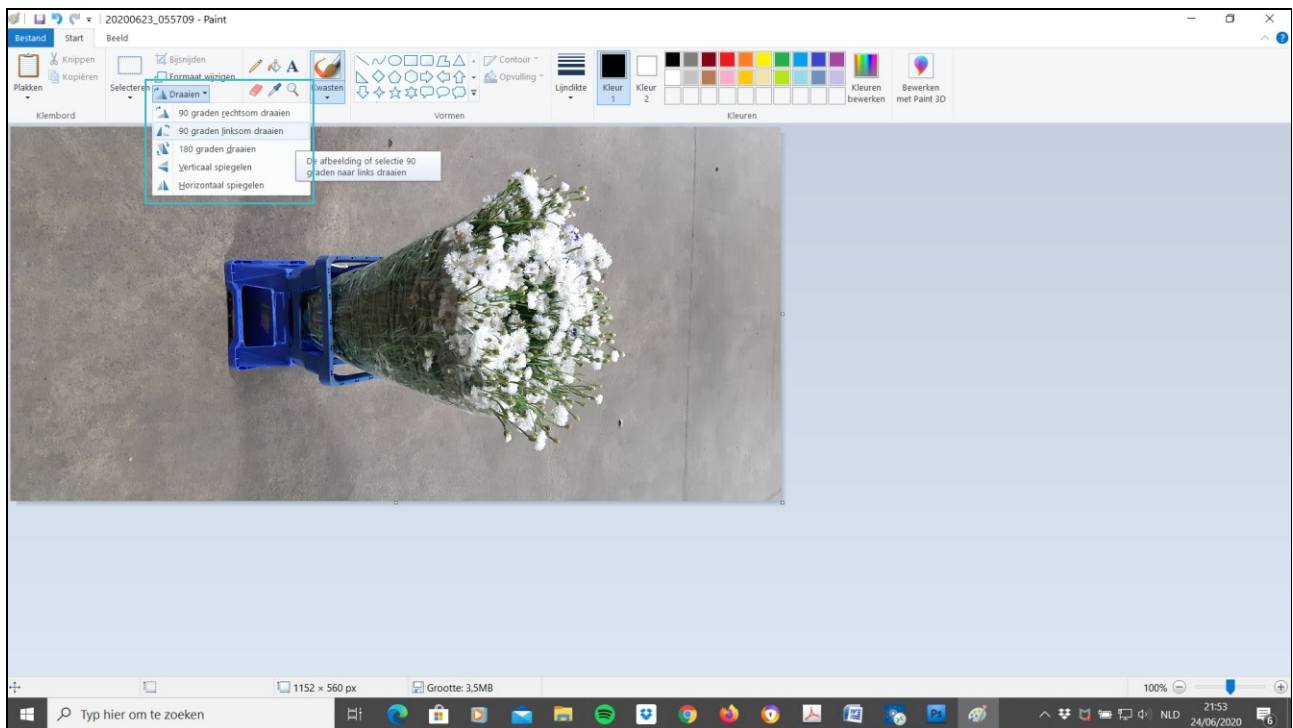 20200623_055709 - Paint
Bestand Start Beeld
Plakken
Knippen
Kopiëren
Klembord
Selecteren
Bijsnijden
Formaat wijzigen
Draaien
90 graden rechtsom draaien
90 graden linksom draaien
180 graden draaien
Verticaal spiegelen
Horizontaal spiegelen
De afbeelding of selectie 90
graden naar links draaien
A
Kwasten
Contour
Opvulling
Vormen
Lijndikte
Kleur
1
Kleur
2
Kleuren
bewerken
Kleuren
Bewerken
met Paint 3D
1152 × 560 px
Grootte: 3,5MB
100%
Typ hier om te zoeken
Ps
NLD
21:53
24/06/2020
6